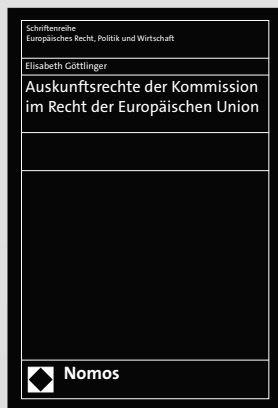 Schriftenreihe
Europäisches Recht, Politik und Wirtschaft
Elisabeth Göttlinger
Auskunftsrechte der Kommission
im Recht der Europäischen Union
Nomos